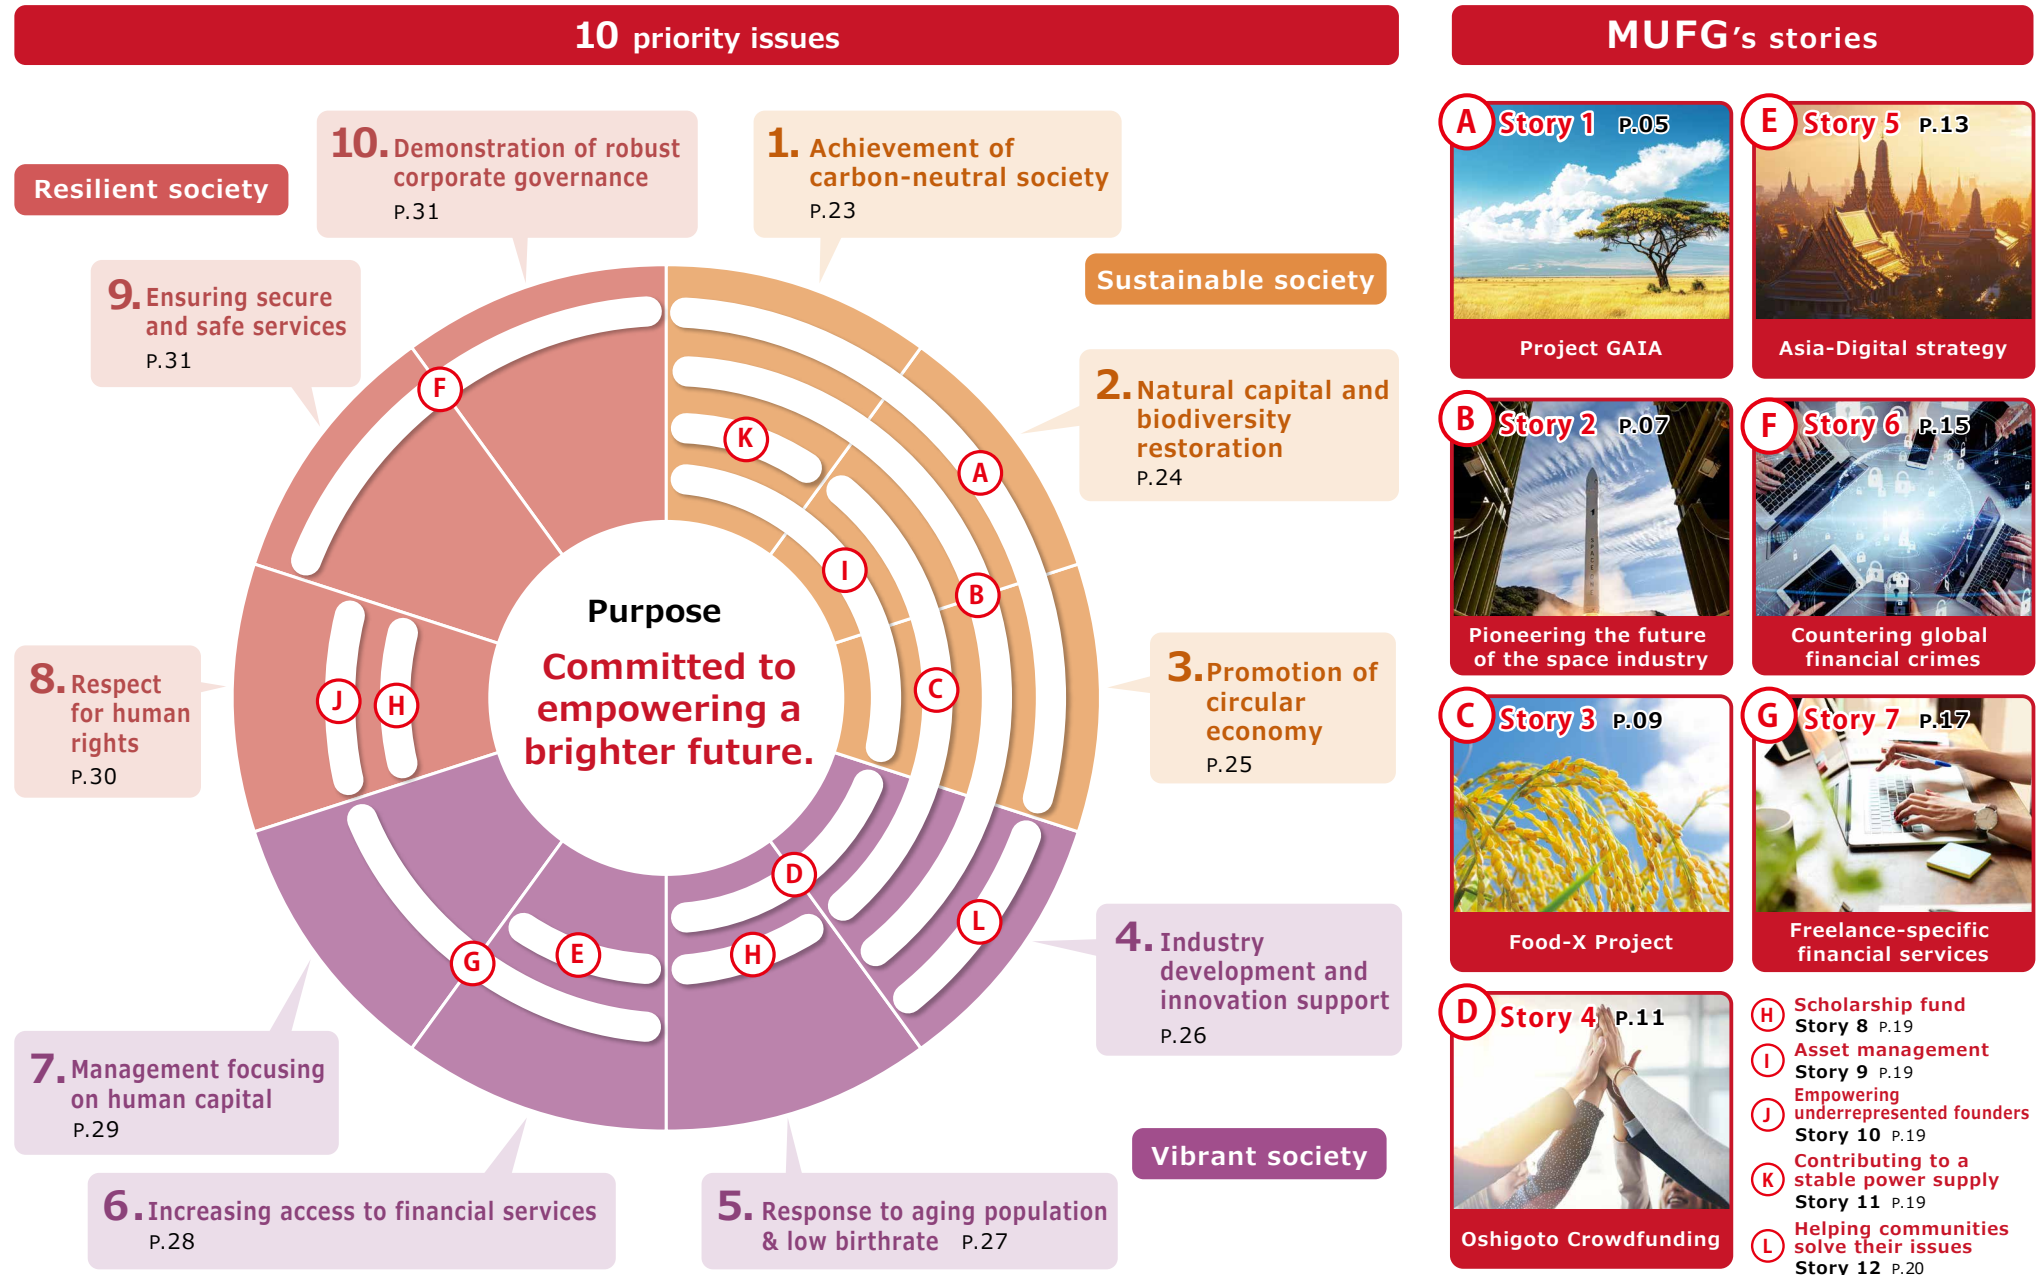 10 priority issues
Resilient society
10. Demonstration of robust
corporate governance
P.31
1. Achievement of
carbon-neutral society
P.23
Sustainable society
9. Ensuring secure
and safe services
P.31
2. Natural capital and
biodiversity
restoration
P.24
3. Promotion of
circular
economy
P.25
8. Respect
for human
rights
P.30
4. Industry
development and
innovation support
P.26
7. Management focusing
on human capital
P.29
Vibrant society
6. Increasing access to financial services
P.28
5. Response to aging population
& low birthrate P.27
F
K
A
I
B
C
J
H
D
L
H
E
G
Purpose
Committed to
empowering a
brighter future.
MUFG's stories
A Story 1 P.05
Project GAIA
E Story 5 P.13
Asia-Digital strategy
B Story 2 P.07
Pioneering the future
of the space industry
F Story 6 P.15
Countering global
financial crimes
C Story 3 P.09
Food-X Project
G Story 7 P.17
Freelance-specific
financial services
D Story 4 P.11
Oshigoto Crowdfunding
H Scholarship fund
Story 8 P.19
I Asset management
Story 9 P.19
J Empowering
underrepresented founders
Story 10 P.19
K Contributing to a
stable power supply
Story 11 P.19
L Helping communities
solve their issues
Story 12 P.20